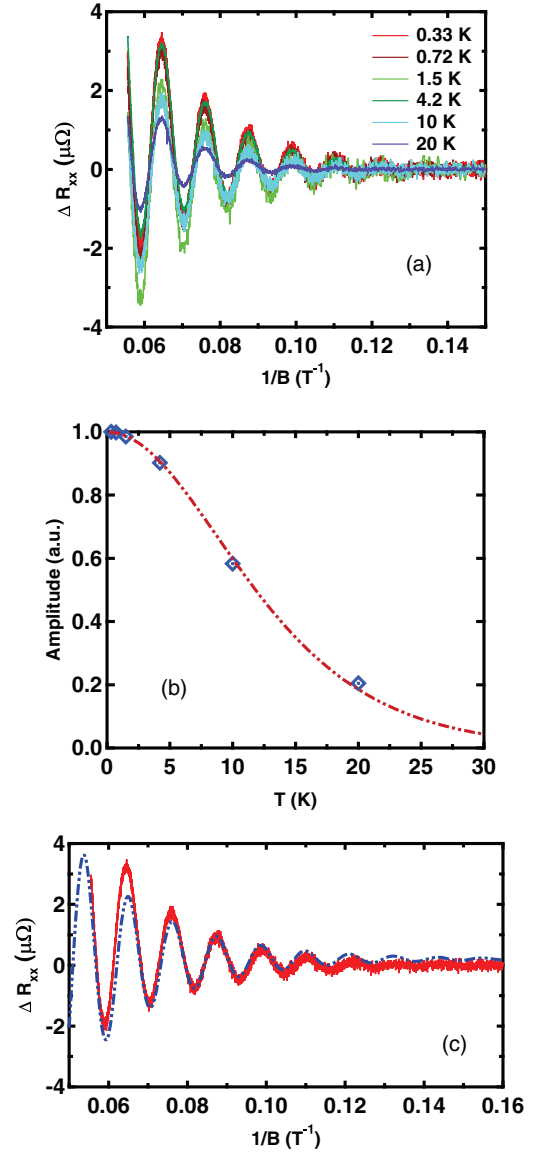 4
2
0
-2
-4
Δ Rxx (μΩ)
0.33 K
0.72 K
1.5 K
4.2 K
10 K
20 K
(a)
0.06 0.08 0.10 0.12 0.14
1/B (T⁻¹)
1.0
0.8
0.6
0.4
0.2
0.0
Amplitude (a.u.)
(b)
0 5 10 15 20 25 30
T (K)
4
2
0
-2
-4
Δ Rxx (μΩ)
(c)
0.06 0.08 0.10 0.12 0.14 0.16
1/B (T⁻¹)